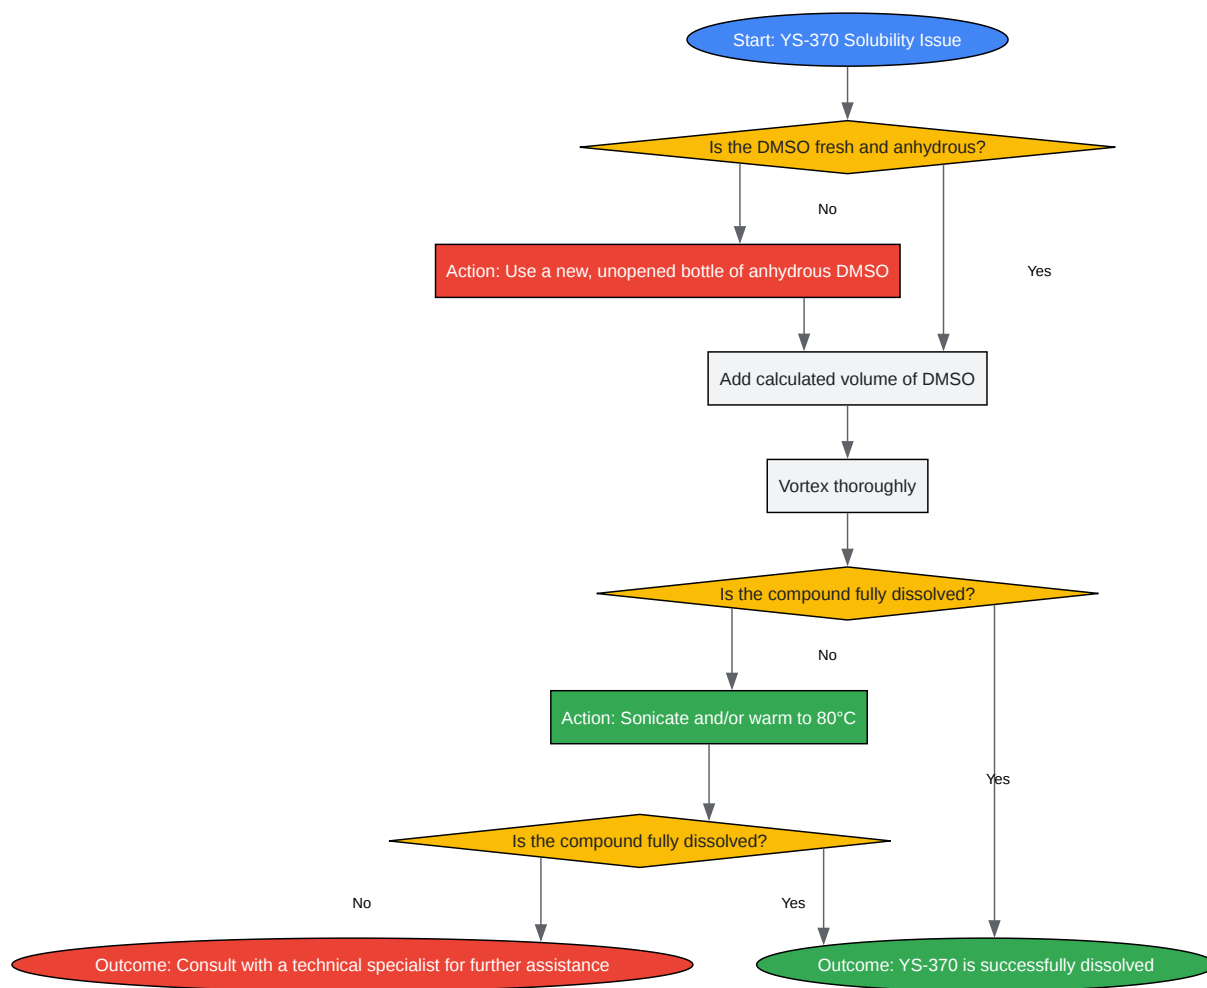 Start: YS-370 Solubility Issue
Is the DMSO fresh and anhydrous?
No
Action: Use a new, unopened bottle of anhydrous DMSO
Yes
Add calculated volume of DMSO
Vortex thoroughly
Is the compound fully dissolved?
No
Action: Sonicate and/or warm to 80°C
Yes
Is the compound fully dissolved?
No
Yes
Outcome: Consult with a technical specialist for further assistance
Outcome: YS-370 is successfully dissolved